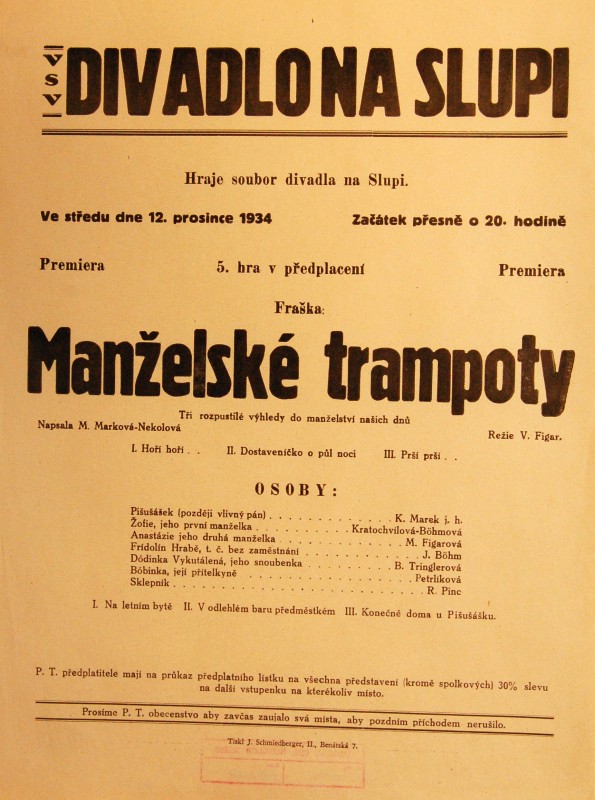 VSV DIVADLO NA SLUPI
Hraje soubor divadla na Slupi.
Ve středu dne 12. prosince 1934 Začátek přesně o 20. hodině
Premiera 5. hra v předplacení Premiera
Fraška:
Manželské trampoty
Tři rozpustilé výhledy do manželství našich dnů
Napsala M. Marková-Nekolová Režie V. Figar.
I. Hoří hoří . . II. Dostaveníčko o půl noci III. Prší prší . .
OSOBY:
Pišušášek (později vlivný pán) . . . . . . . . . . . . . K. Marek j. h.
Žofie, jeho první manželka . . . . . . . . . . Kratochvílová-Böhmová
Anastázie jeho druhá manželka . . . . . . . . . . . . . M. Figarová
Fridolín Hrabě, t. č. bez zaměstnání . . . . . . . . . . . . J. Böhm
Dódinka Vykutálená, jeho snoubenka . . . . . . . . . B. Trínglerová
Bóbinka, její přítelkyně . . . . . . . . . . . . . . . . . . Petrlíková
Sklepník . . . . . . . . . . . . . . . . . . . . . . . . . R. Pinc
I. Na letním bytě II. V odlehlém baru předměstkém III. Konečně doma u Pišušášku.
P. T. předplatitele mají na průkaz předplatního lístku na všechna představení (kromě spolkových) 30% slevu
na další vstupenku na kterékoliv místo.
Prosíme P. T. obecenstvo aby zavčas zaujalo svá místa, aby pozdním příchodem nerušilo.
Tiskl J. Schmiedberger, II., Benátská 7.